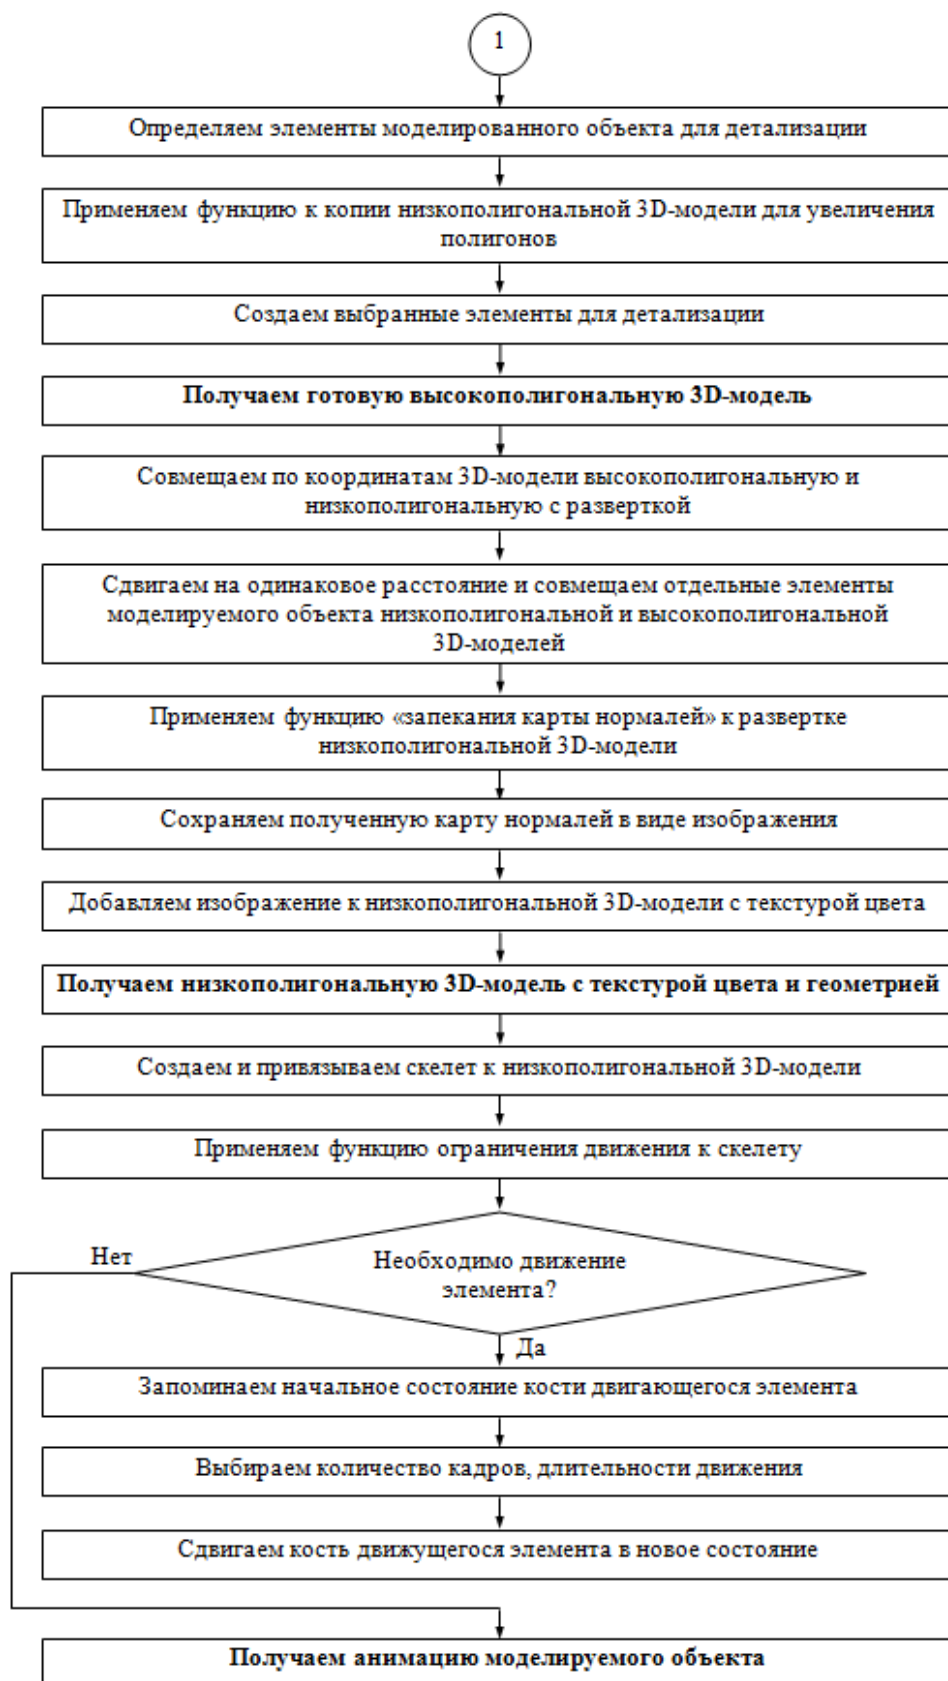 1
Определяем элементы моделированного объекта для детализации
Применяем функцию к копии низкополигональной 3D-модели для увеличения
полигонов
Создаем выбранные элементы для детализации
Получаем готовую высокополигональную 3D-модель
Совмещаем по координатам 3D-модели высокополигональную и
низкополигональную с разверткой
Сдвигаем на одинаковое расстояние и совмещаем отдельные элементы
моделируемого объекта низкополигональной и высокополигональной
3D-моделей
Применяем функцию «запекания карты нормалей» к развертке
низкополигональной 3D-модели
Сохраняем полученную карту нормалей в виде изображения
Добавляем изображение к низкополигональной 3D-модели с текстурой цвета
Получаем низкополигональную 3D-модель с текстурой цвета и геометрией
Создаем и привязываем скелет к низкополигональной 3D-модели
Применяем функцию ограничения движения к скелету
Нет
Необходимо движение
элемента?
Да
Запоминаем начальное состояние кости двигающегося элемента
Выбираем количество кадров, длительности движения
Сдвигаем кость движущегося элемента в новое состояние
Получаем анимацию моделируемого объекта